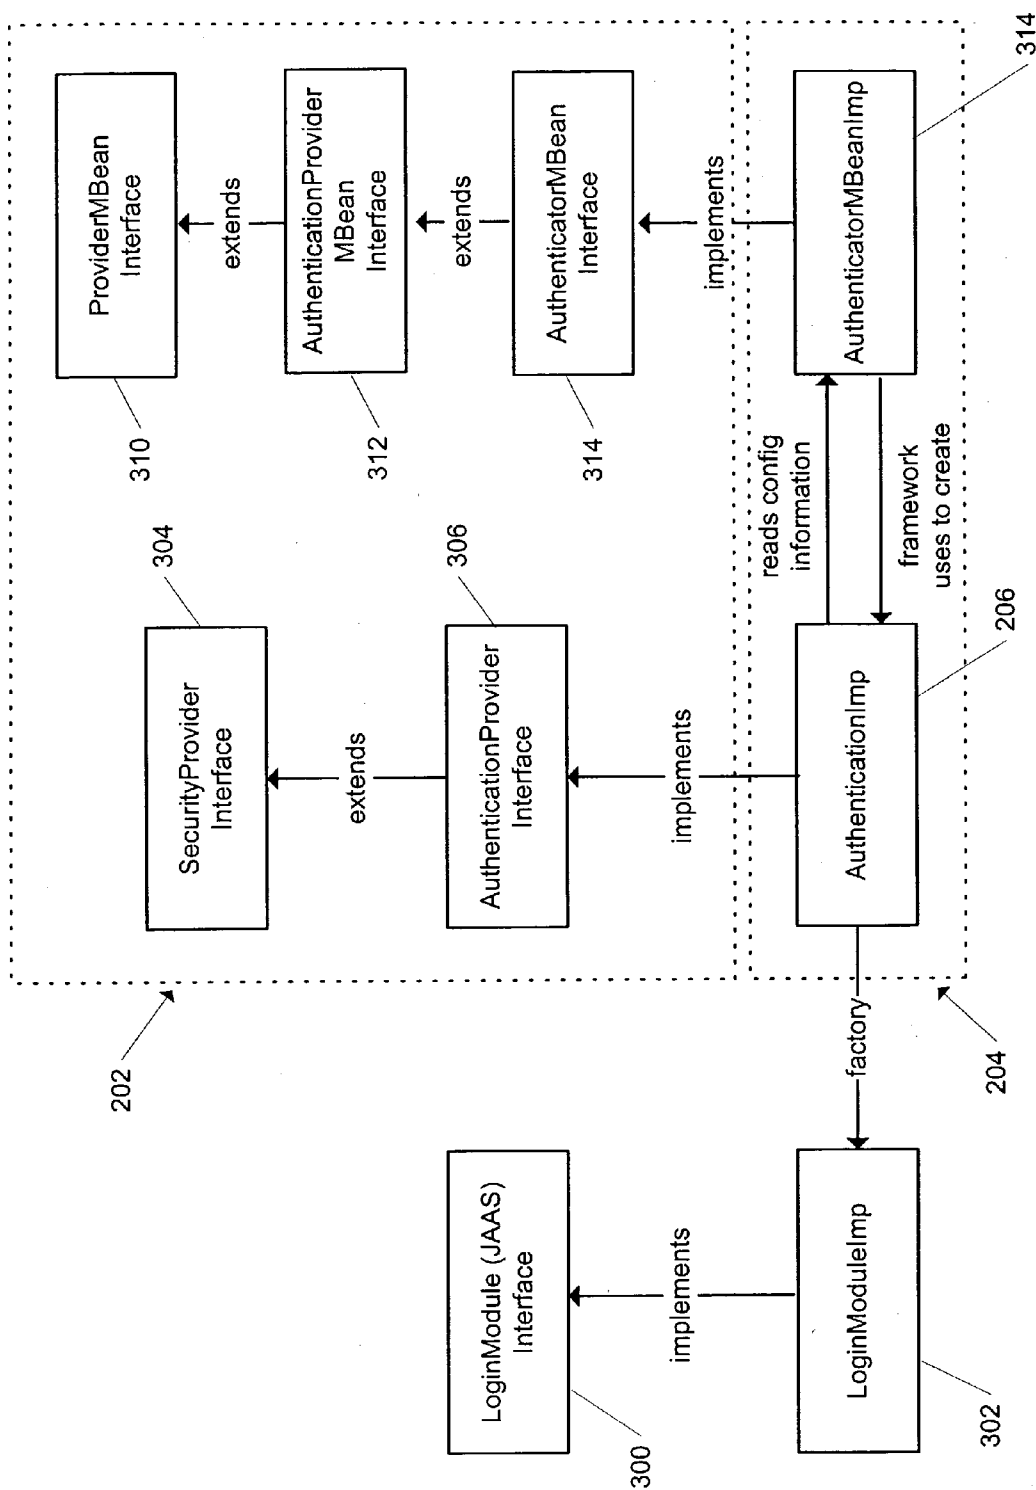 LoginModule (JAAS)
Interface
300
implements
LoginModuleImp
302
202
SecurityProvider
Interface
304
extends
AuthenticationProvider
Interface
306
implements
AuthenticationImp
206
factory
204
ProviderMBean
Interface
310
extends
AuthenticationProvider
MBean
Interface
312
extends
AuthenticatorMBean
Interface
314
implements
AuthenticatorMBeanImp
314
reads config
information
framework
uses to create